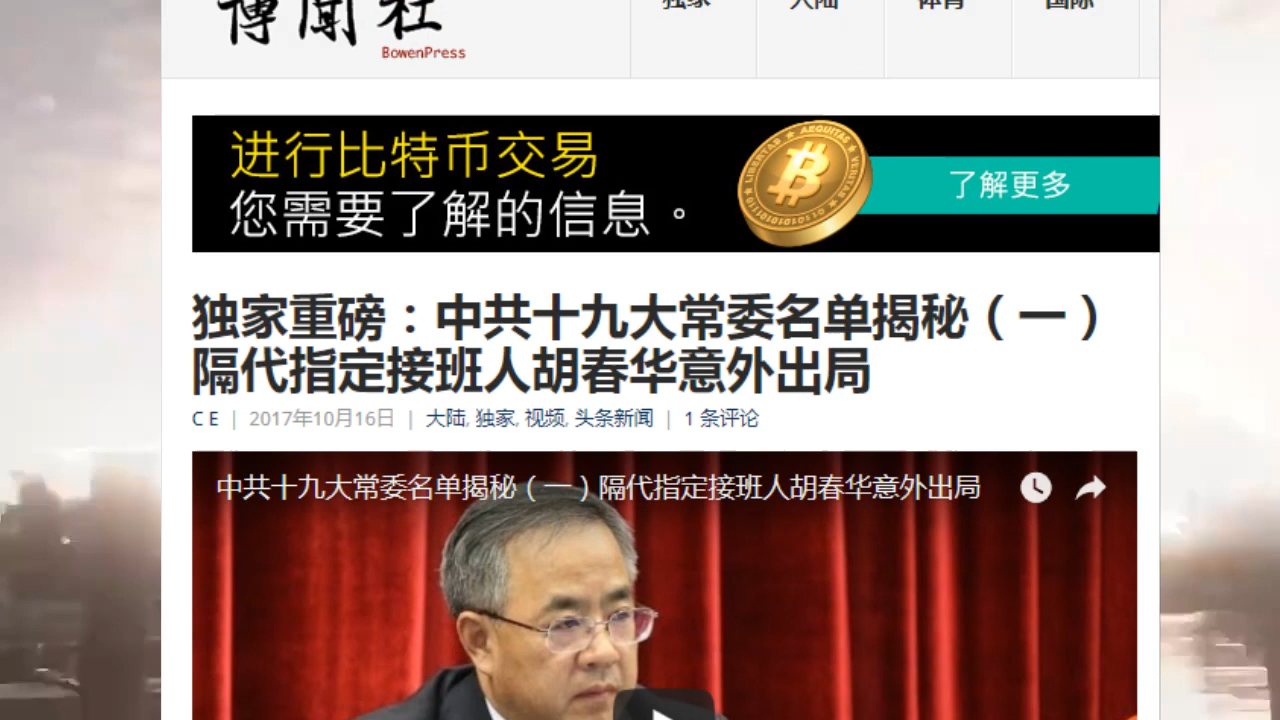 博聞社
BowenPress
独家 大陆 体育 国际
进行比特币交易
您需要了解的信息。
了解更多
LIBERTAS ★ AEQUITAS ★ VERITAS
独家重磅：中共十九大常委名单揭秘（一）
隔代指定接班人胡春华意外出局
C E | 2017年10月16日 | 大陆, 独家, 视频, 头条新闻 | 1 条评论
中共十九大常委名单揭秘（一）隔代指定接班人胡春华意外出局